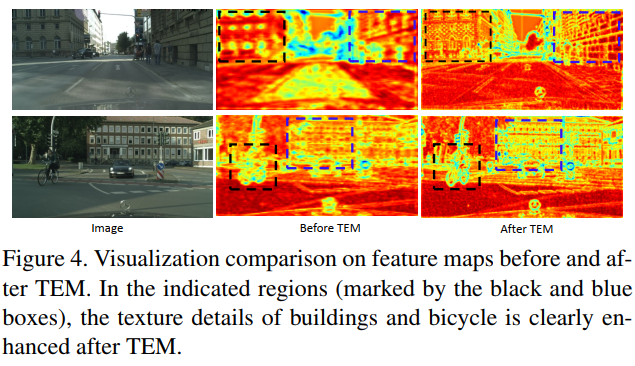 Image
Before TEM
After TEM
Figure 4. Visualization comparison on feature maps before and af-
ter TEM. In the indicated regions (marked by the black and blue
boxes), the texture details of buildings and bicycle is clearly en-
hanced after TEM.